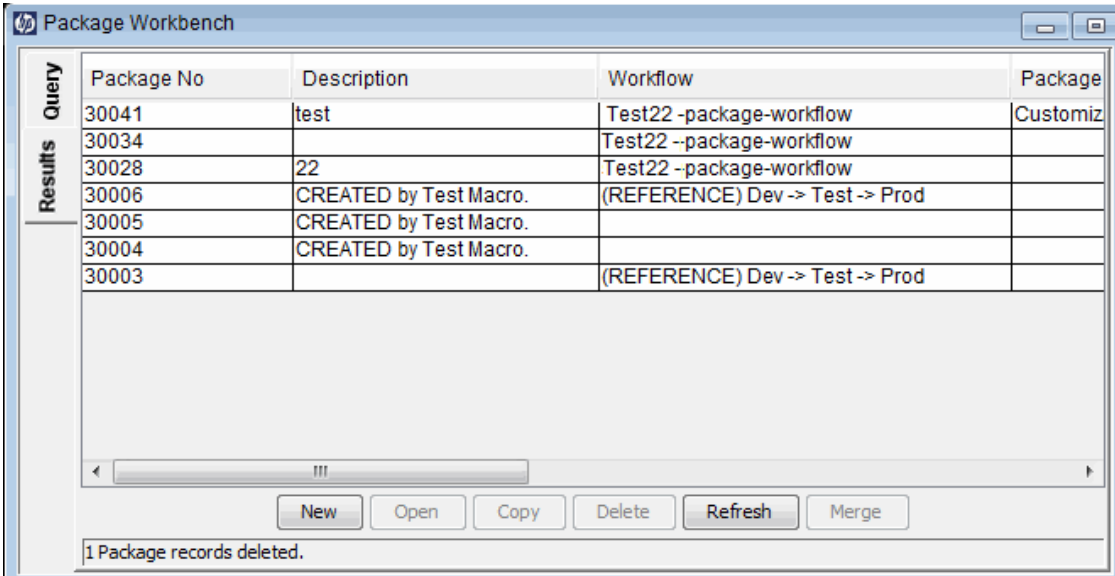 hp Package Workbench
Query
Results
Package No Description Workflow Package
30041 test Test22 -package-workflow Customiz
30034 Test22 --package-workflow
30028 22 Test22 --package-workflow
30006 CREATED by Test Macro. (REFERENCE) Dev -> Test -> Prod
30005 CREATED by Test Macro.
30004 CREATED by Test Macro.
30003 (REFERENCE) Dev -> Test -> Prod
New Open Copy Delete Refresh Merge
1 Package records deleted.